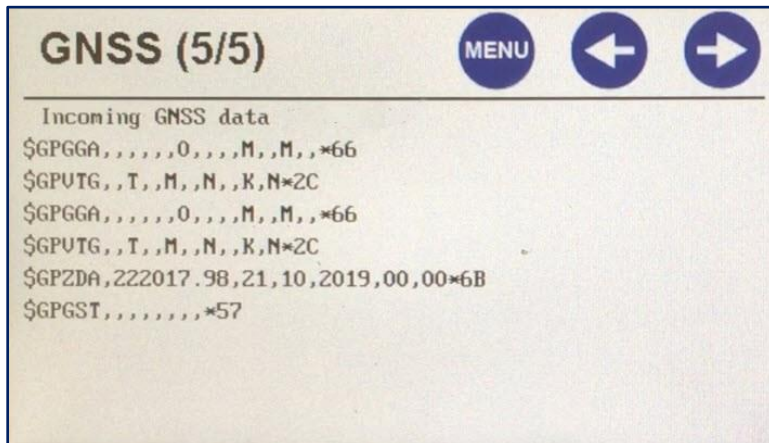 GNSS (5/5) MENU
Incoming GNSS data
$GPGGA,,,,,,0,,,,M,,M,,*66
$GPVTG,,T,,M,,N,,K,N*2C
$GPGGA,,,,,,0,,,,M,,M,,*66
$GPVTG,,T,,M,,N,,K,N*2C
$GPZDA,222017.98,21,10,2019,00,00*6B
$GPGST,,,,,,,,*57